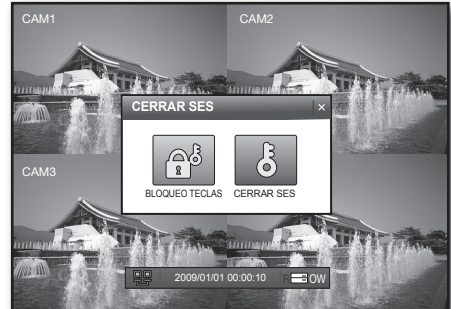 CAM1
CAM2
CERRAR SES
×
BLOQUEO TECLAS
CERRAR SES
CAM3
2009/01/01 00:00:10
OW